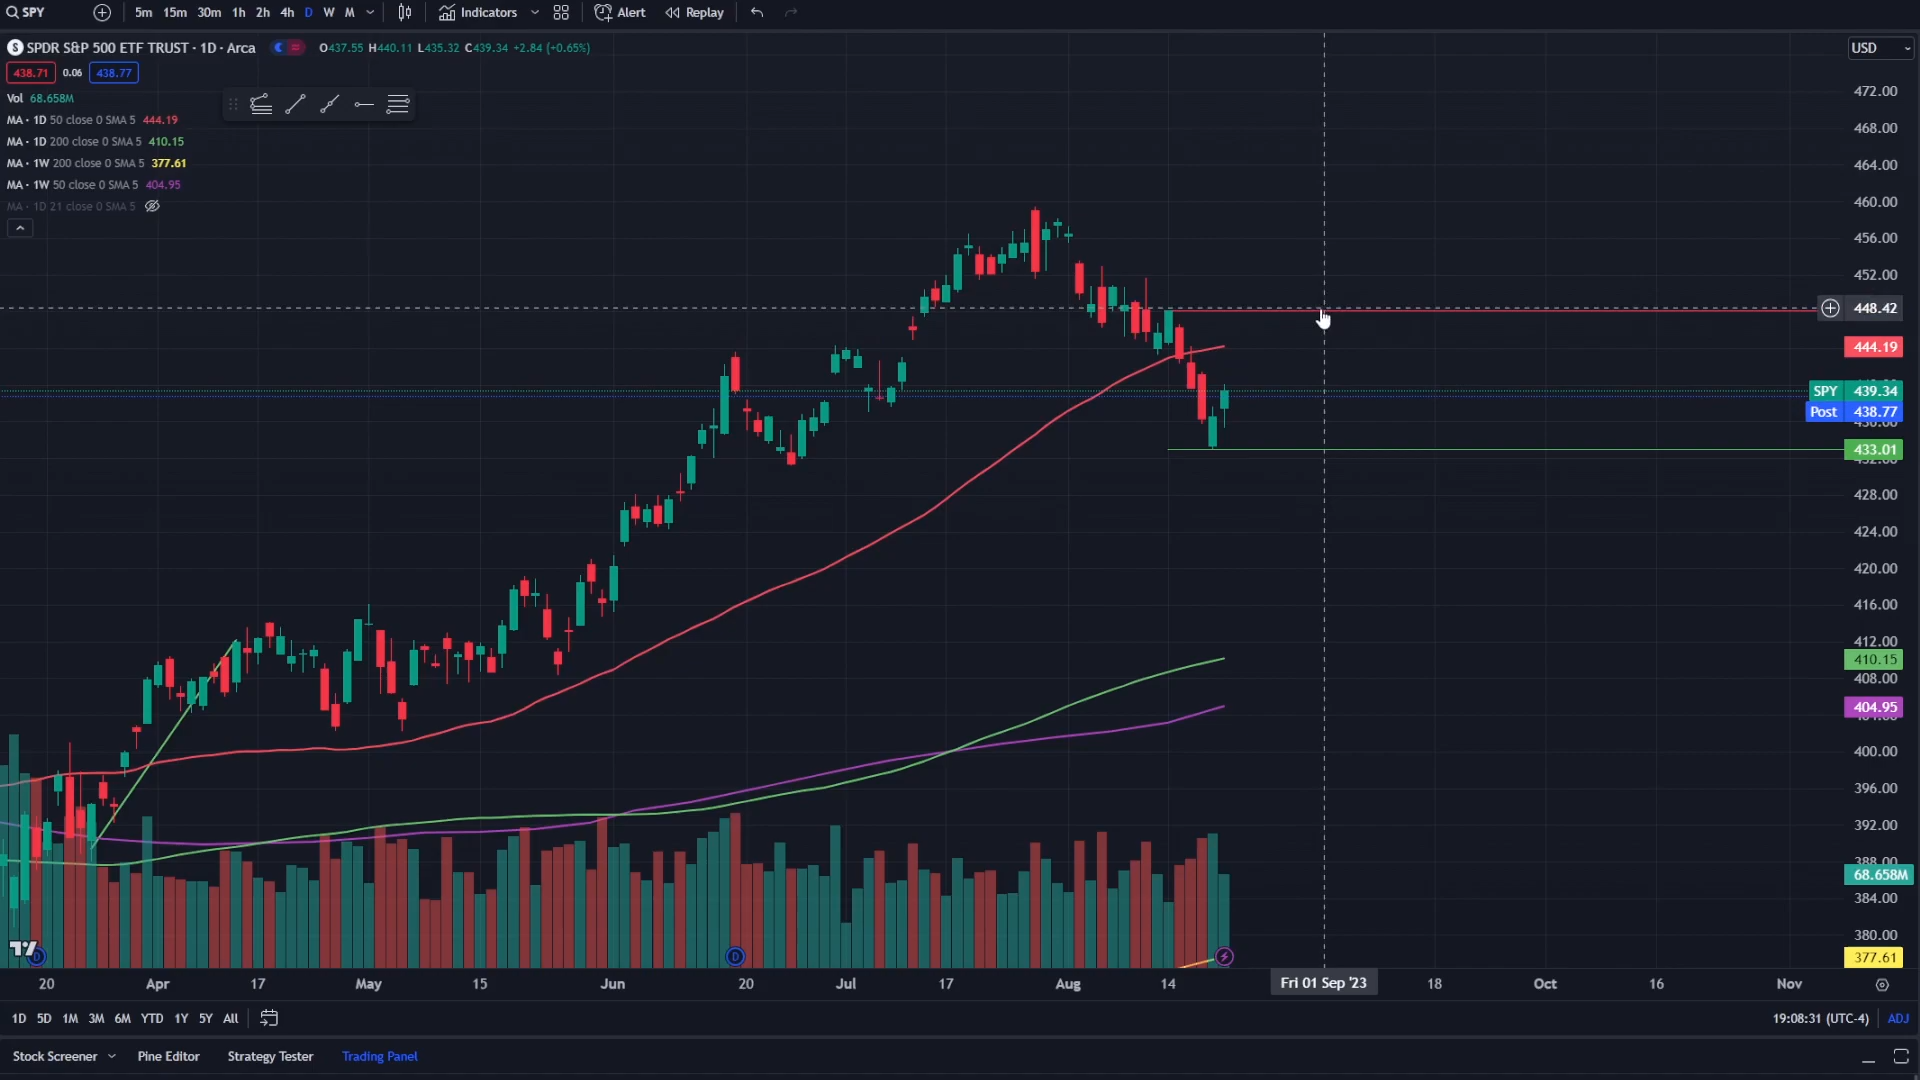 SPY
5m 15m 30m 1h 2h 4h D W M
Indicators
Alert
Replay
S SPDR S&P 500 ETF TRUST · 1D · Arca
O437.55 H440.11 L435.32 C439.34 +2.84 (+0.65%)
USD
438.71 0.06 438.77
Vol 68.658M
MA · 1D 50 close 0 SMA 5 444.19
MA · 1D 200 close 0 SMA 5 410.15
MA · 1W 200 close 0 SMA 5 377.61
MA · 1W 50 close 0 SMA 5 404.95
MA · 1D 21 close 0 SMA 5
472.00
468.00
464.00
460.00
456.00
452.00
448.42
444.19
SPY 439.34
Post 438.77
433.01
428.00
424.00
420.00
416.00
412.00
410.15
408.00
404.95
400.00
396.00
392.00
388.00
68.658M
384.00
380.00
377.61
D
D
20 Apr 17 May 15 Jun 20 Jul 17 Aug 14 Fri 01 Sep '23 18 Oct 16 Nov
1D 5D 1M 3M 6M YTD 1Y 5Y All
19:08:31 (UTC-4) ADJ
Stock Screener Pine Editor Strategy Tester Trading Panel